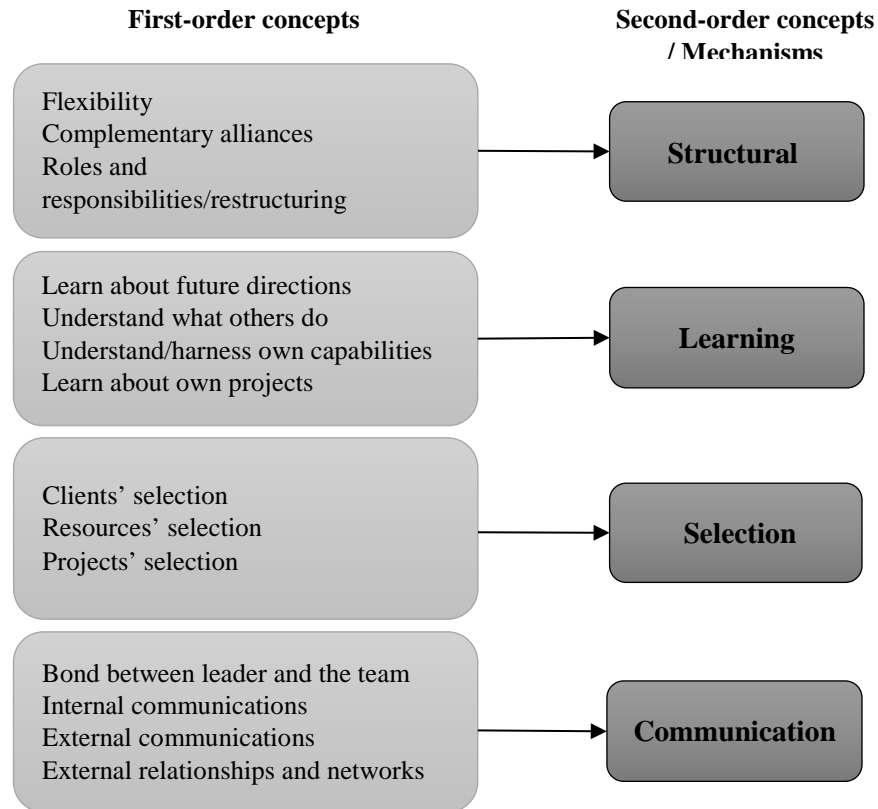 First-order concepts
Second-order concepts
/ Mechanisms
Flexibility
Complementary alliances
Roles and
responsibilities/restructuring
Structural
Learn about future directions
Understand what others do
Understand/harness own capabilities
Learn about own projects
Learning
Clients’ selection
Resources’ selection
Projects’ selection
Selection
Bond between leader and the team
Internal communications
External communications
External relationships and networks
Communication